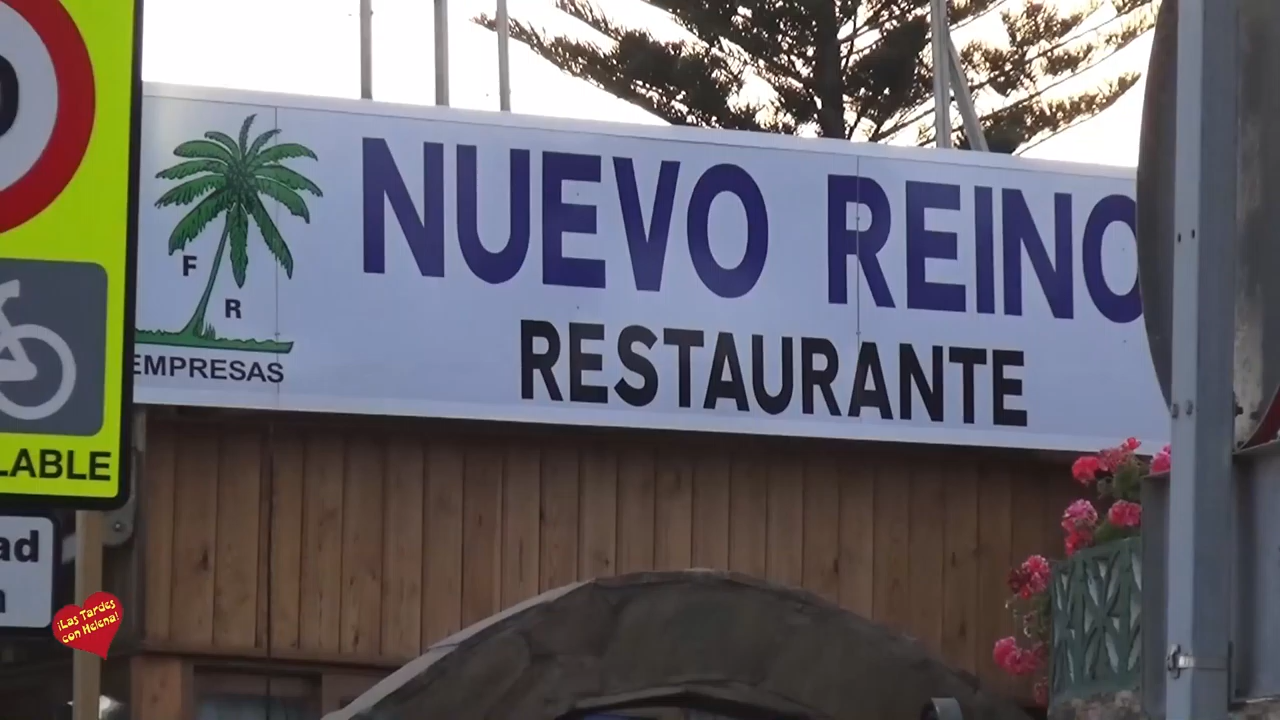 NUEVO REINO
RESTAURANTE
F
R
EMPRESAS
LABLE
ad
¡Las Tardes
con Helena!